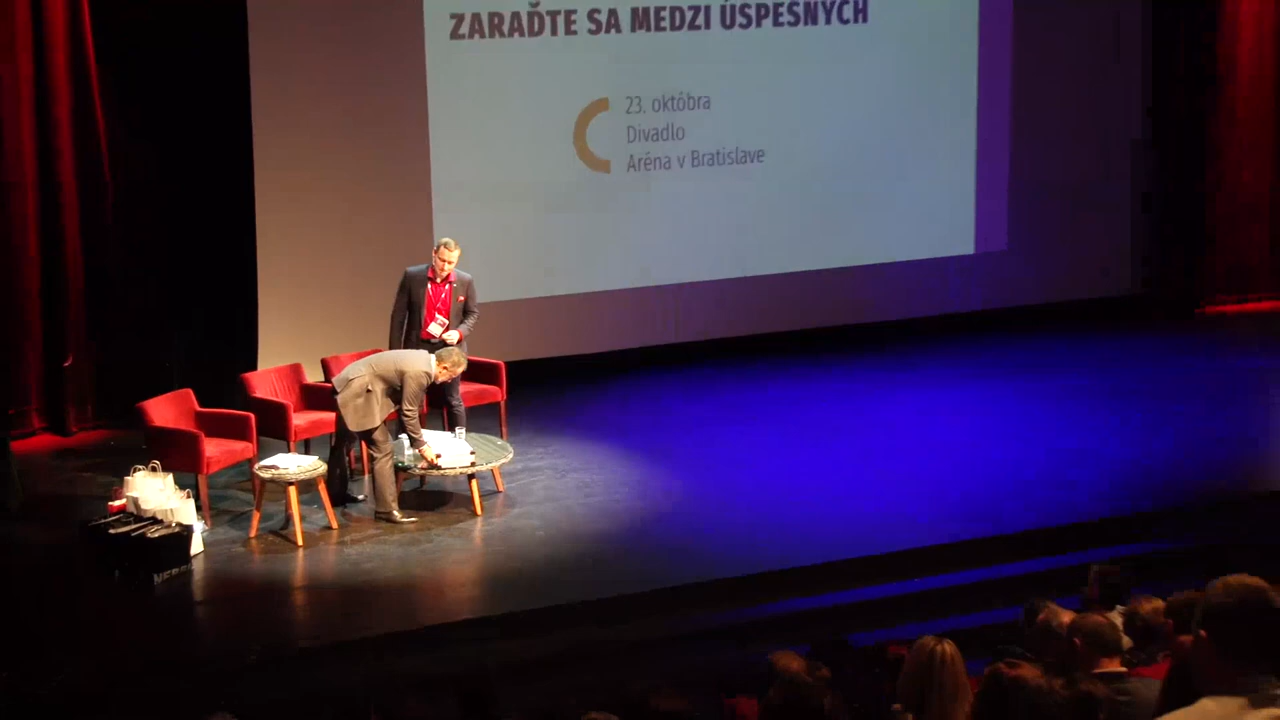 ZARAĎTE SA MEDZI ÚSPEŠNÝCH
23. októbra
Divadlo
Aréna v Bratislave